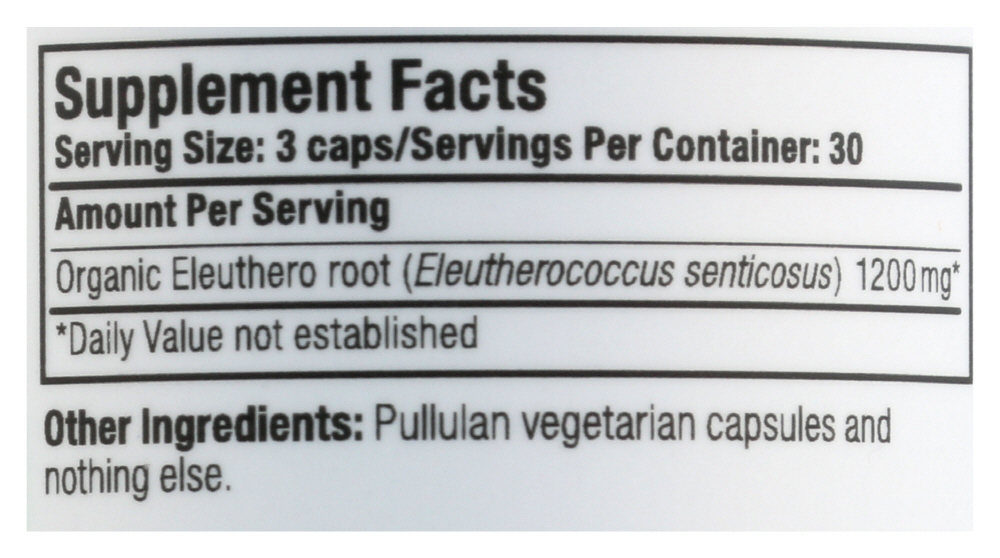 Supplement Facts
Serving Size: 3 caps/Servings Per Container: 30
Amount Per Serving
Organic Eleuthero root (Eleutherococcus senticosus) 1200mg*
*Daily Value not established
Other Ingredients: Pullulan vegetarian capsules and
nothing else.